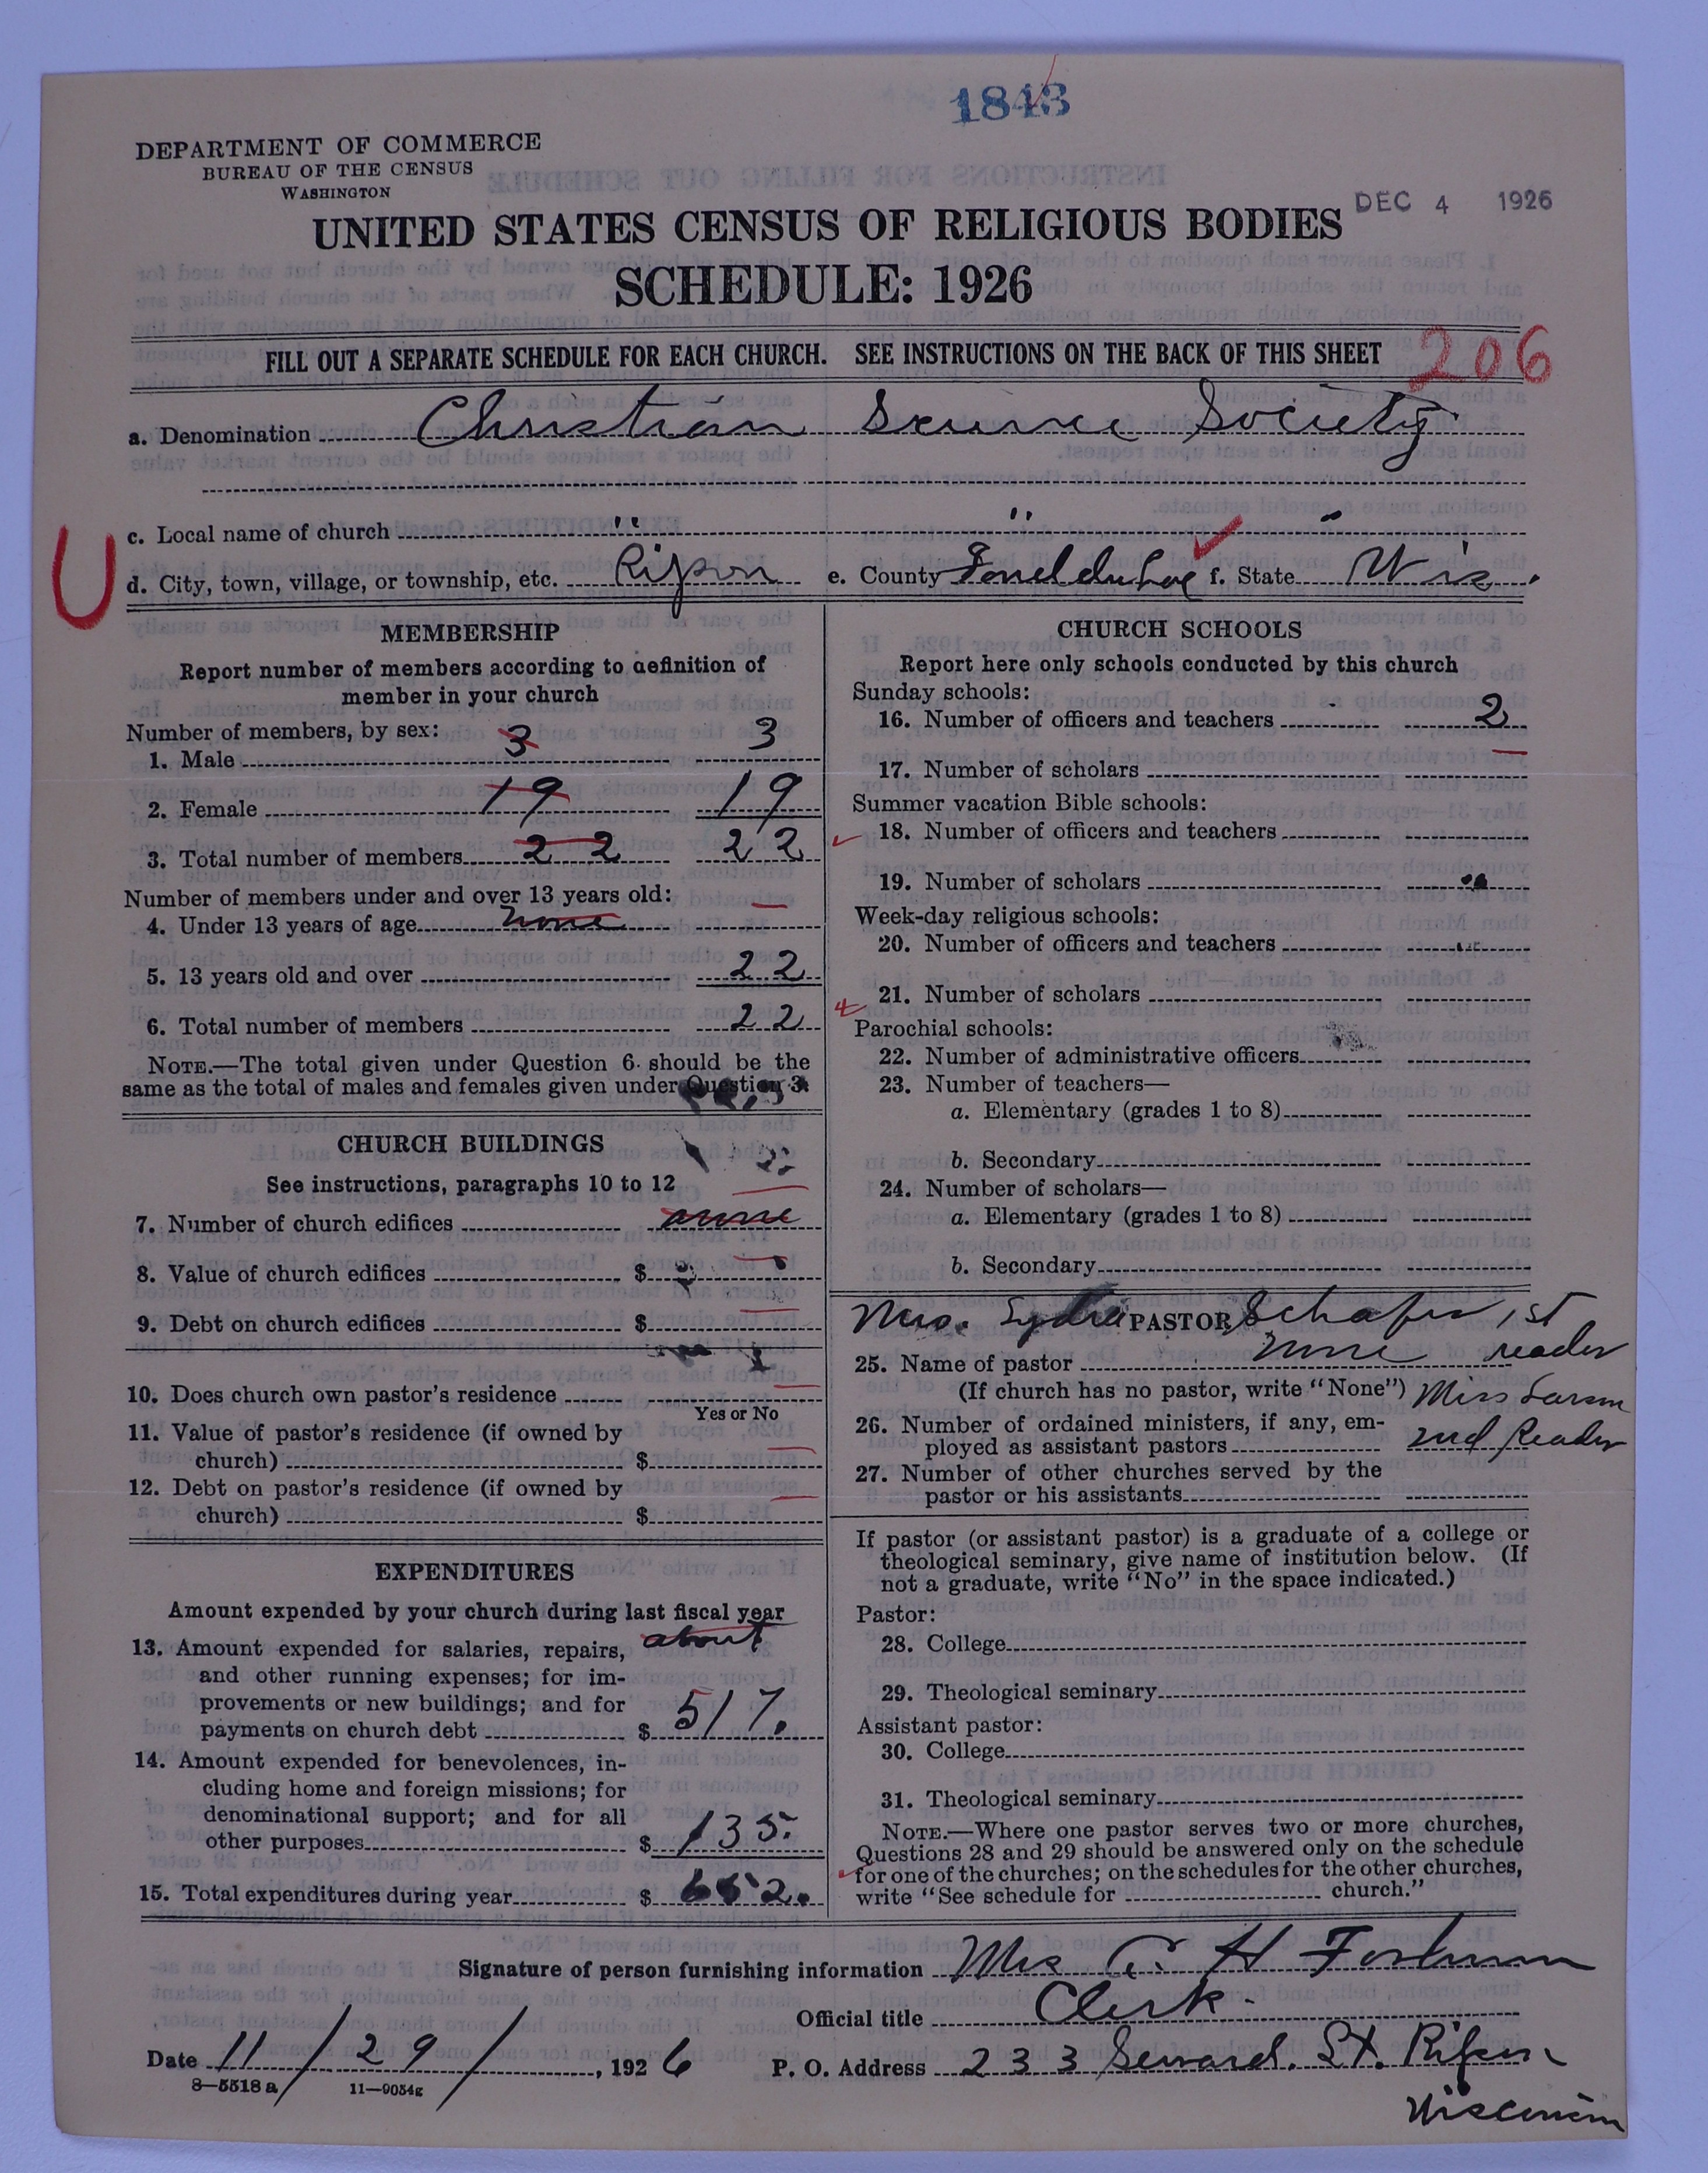 1843
DEPARTMENT OF COMMERCE
BUREAU OF THE CENSUS
WASHINGTON
DEC 4 1926
UNITED STATES CENSUS OF RELIGIOUS BODIES
SCHEDULE: 1926
FILL OUT A SEPARATE SCHEDULE FOR EACH CHURCH. SEE INSTRUCTIONS ON THE BACK OF THIS SHEET
206
a. Denomination Christian Science Society
c. Local name of church " " "
d. City, town, village, or township, etc. Ripon e. County Fond du Lac f. State Wis.
MEMBERSHIP
Report number of members according to definition of
member in your church
Number of members, by sex:
1. Male 3 3
2. Female 19 19
3. Total number of members 22 22
Number of members under and over 13 years old:
4. Under 13 years of age none
5. 13 years old and over 22
6. Total number of members 22
NOTE.—The total given under Question 6 should be the
same as the total of males and females given under Question 3.
CHURCH BUILDINGS
See instructions, paragraphs 10 to 12
7. Number of church edifices none
8. Value of church edifices $
9. Debt on church edifices $
10. Does church own pastor's residence
Yes or No
11. Value of pastor's residence (if owned by
church) $
12. Debt on pastor's residence (if owned by
church) $
EXPENDITURES
Amount expended by your church during last fiscal year
about
13. Amount expended for salaries, repairs,
and other running expenses; for im-
provements or new buildings; and for
payments on church debt $ 517.
14. Amount expended for benevolences, in-
cluding home and foreign missions; for
denominational support; and for all
other purposes $ 135.
15. Total expenditures during year $ 652.
CHURCH SCHOOLS
Report here only schools conducted by this church
Sunday schools:
16. Number of officers and teachers 2
17. Number of scholars
Summer vacation Bible schools:
18. Number of officers and teachers
19. Number of scholars
Week-day religious schools:
20. Number of officers and teachers
21. Number of scholars
Parochial schools:
22. Number of administrative officers
23. Number of teachers—
a. Elementary (grades 1 to 8)
b. Secondary
24. Number of scholars—
a. Elementary (grades 1 to 8)
b. Secondary
Mrs. PASTOR 1st
25. Name of pastor None reader
(If church has no pastor, write "None") Miss Larson
26. Number of ordained ministers, if any, em-
ployed as assistant pastors 2nd Reader
27. Number of other churches served by the
pastor or his assistants
If pastor (or assistant pastor) is a graduate of a college or
theological seminary, give name of institution below. (If
not a graduate, write "No" in the space indicated.)
Pastor:
28. College
29. Theological seminary
Assistant pastor:
30. College
31. Theological seminary
NOTE.—Where one pastor serves two or more churches,
Questions 28 and 29 should be answered only on the schedule
for one of the churches; on the schedules for the other churches,
write "See schedule for church."
Signature of person furnishing information Mrs H
Official title Clerk
Date 11/29/, 1926 P. O. Address 233 Seward. St. Ripon
8—5518 a 11—9054g
Wisconsin